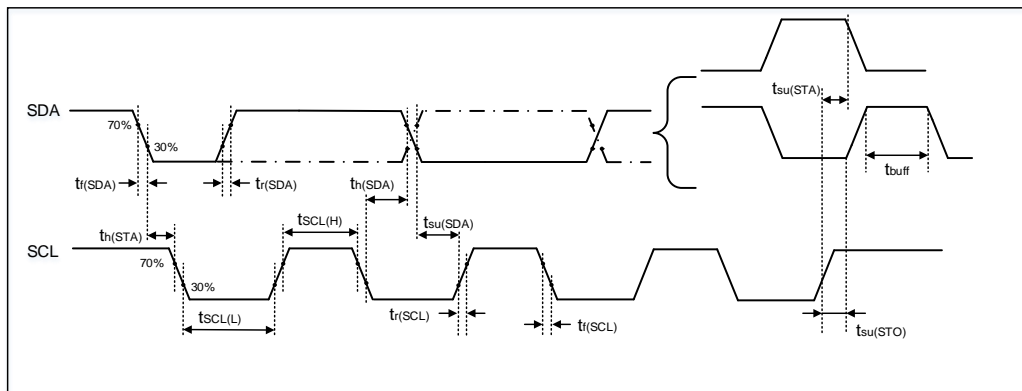 tsu(STA)
SDA
70%
30%
tbuff
tf(SDA)
tr(SDA)
th(SDA)
tSCL(H)
tsu(SDA)
th(STA)
SCL
70%
30%
tSCL(L)
tr(SCL)
tf(SCL)
tsu(STO)